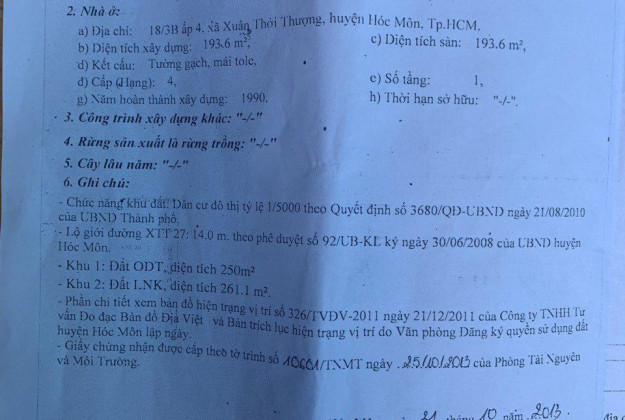 2. Nhà ở:
a) Địa chỉ: 18/3B ấp 4, xã Xuân Thới Thượng, huyện Hóc Môn, Tp.HCM.
b) Diện tích xây dựng: 193.6 m², c) Diện tích sàn: 193.6 m²,
d) Kết cấu: Tường gạch, mái tole,
đ) Cấp (Hạng): 4, e) Số tầng: 1,
g) Năm hoàn thành xây dựng: 1990, h) Thời hạn sở hữu: "-/-".
3. Công trình xây dựng khác: "-/-"
4. Rừng sản xuất là rừng trồng: "-/-"
5. Cây lâu năm: "-/-"
6. Ghi chú:
- Chức năng khu đất: Dân cư đô thị tỷ lệ 1/5000 theo Quyết định số 3680/QĐ-UBND ngày 21/08/2010
của UBND Thành phố.
- Lộ giới đường XTT 27: 14.0 m. theo phê duyệt số 92/UB-KL ký ngày 30/06/2008 của UBND huyện
Hóc Môn.
- Khu 1: Đất ODT, diện tích 250m²
- Khu 2: Đất LNK, diện tích 261.1 m².
- Phần chi tiết xem bản đồ hiện trạng vị trí số 326/TVĐV-2011 ngày 21/12/2011 của Công ty TNHH Tư
vấn Đo đạc Bản đồ Địa Việt và Bản trích lục hiện trạng vị trí do Văn phòng Đăng ký quyền sử dụng đất
huyện Hóc Môn lập ngày.
- Giấy chứng nhận được cấp theo tờ trình số /TNMT ngày 25/10/2013 của Phòng Tài Nguyên
và Môi Trường.
21 tháng 10 năm 2013